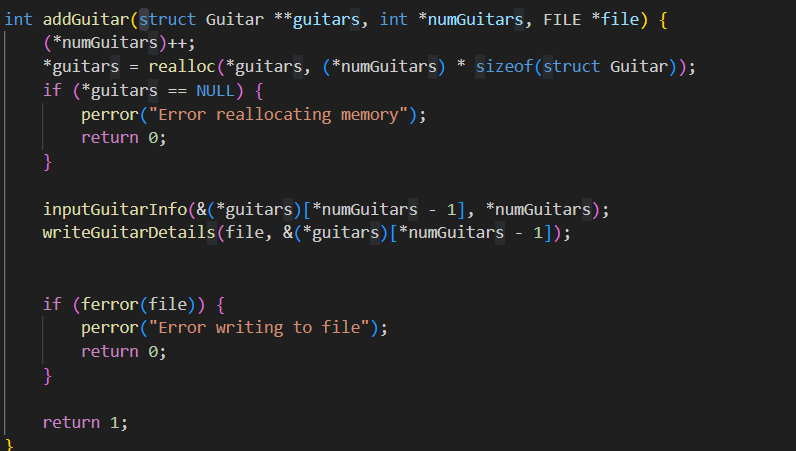 int addGuitar(struct Guitar **guitars, int *numGuitars, FILE *file) {
    (*numGuitars)++;
    *guitars = realloc(*guitars, (*numGuitars) * sizeof(struct Guitar));
    if (*guitars == NULL) {
        perror("Error reallocating memory");
        return 0;
    }

    inputGuitarInfo(&(*guitars)[*numGuitars - 1], *numGuitars);
    writeGuitarDetails(file, &(*guitars)[*numGuitars - 1]);


    if (ferror(file)) {
        perror("Error writing to file");
        return 0;
    }

    return 1;
}